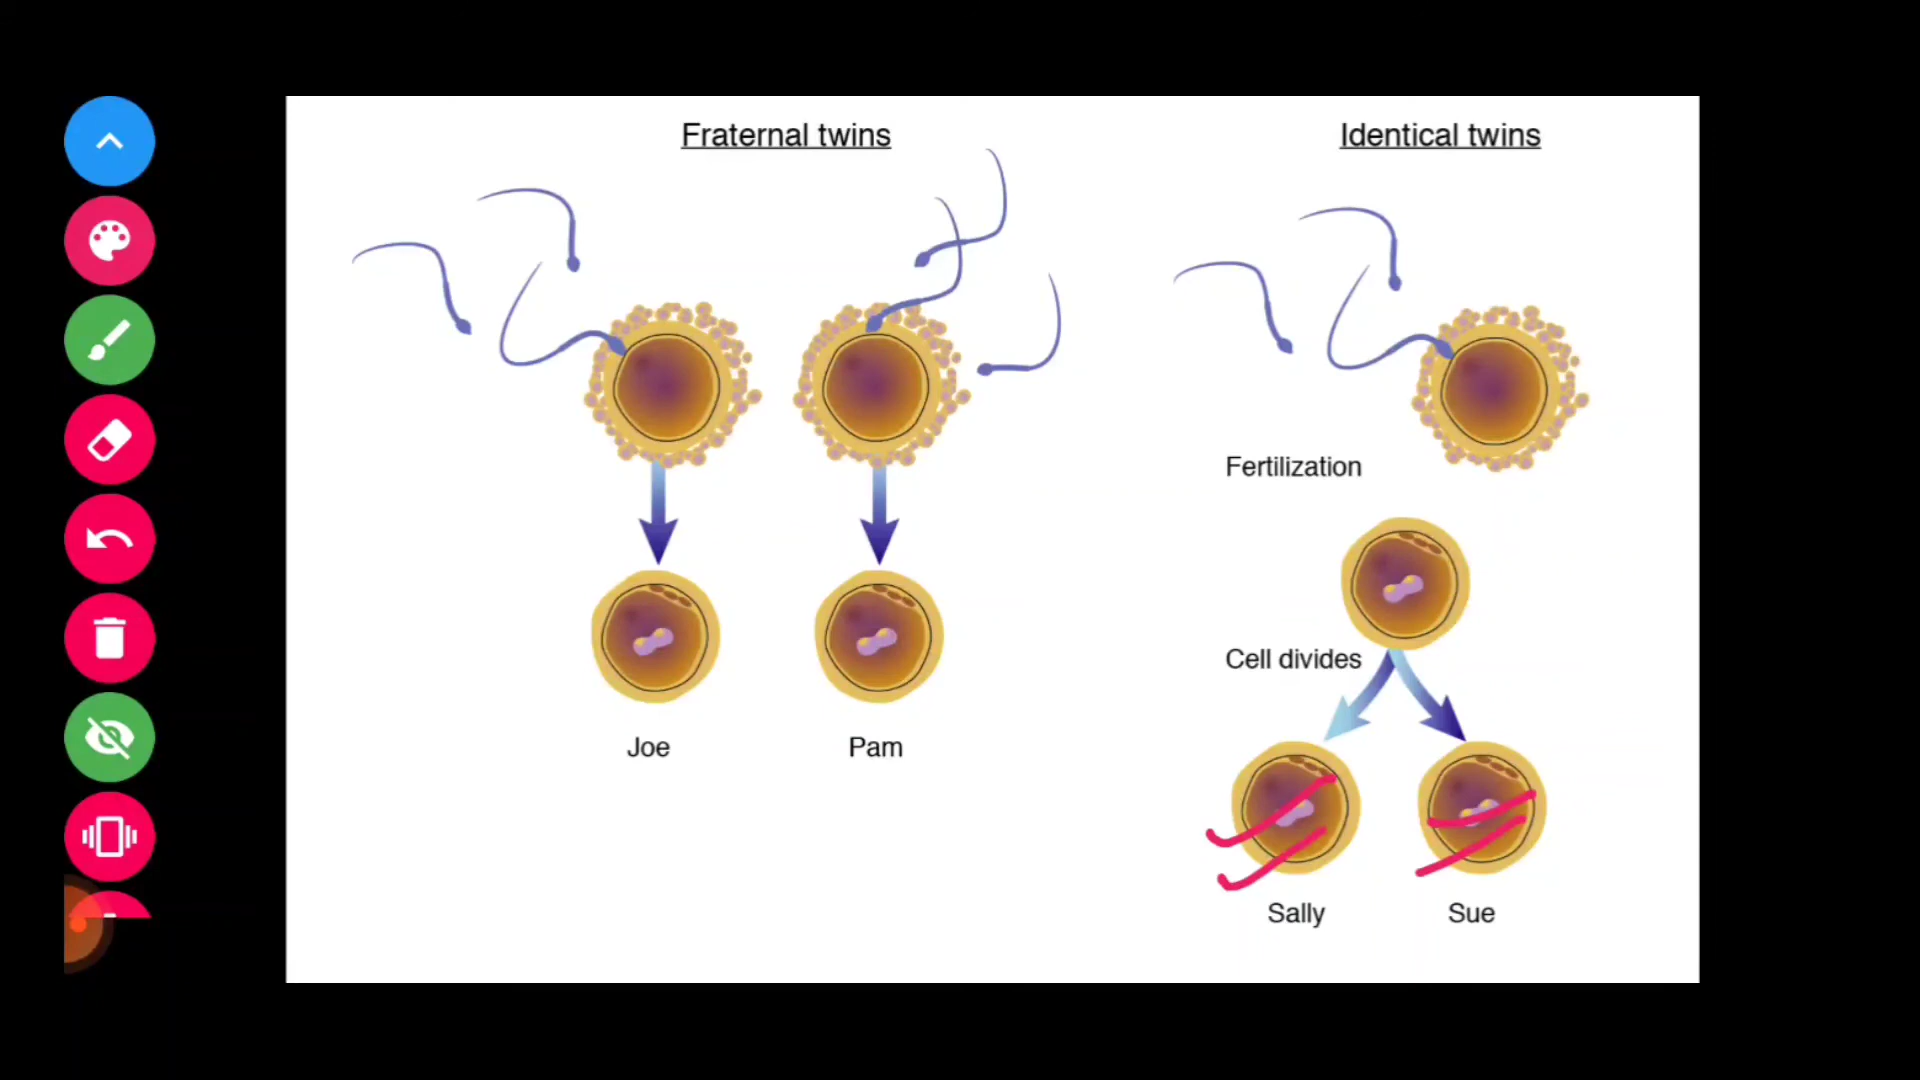 Fraternal twins
Identical twins
Fertilization
Cell divides
Joe
Pam
Sally
Sue